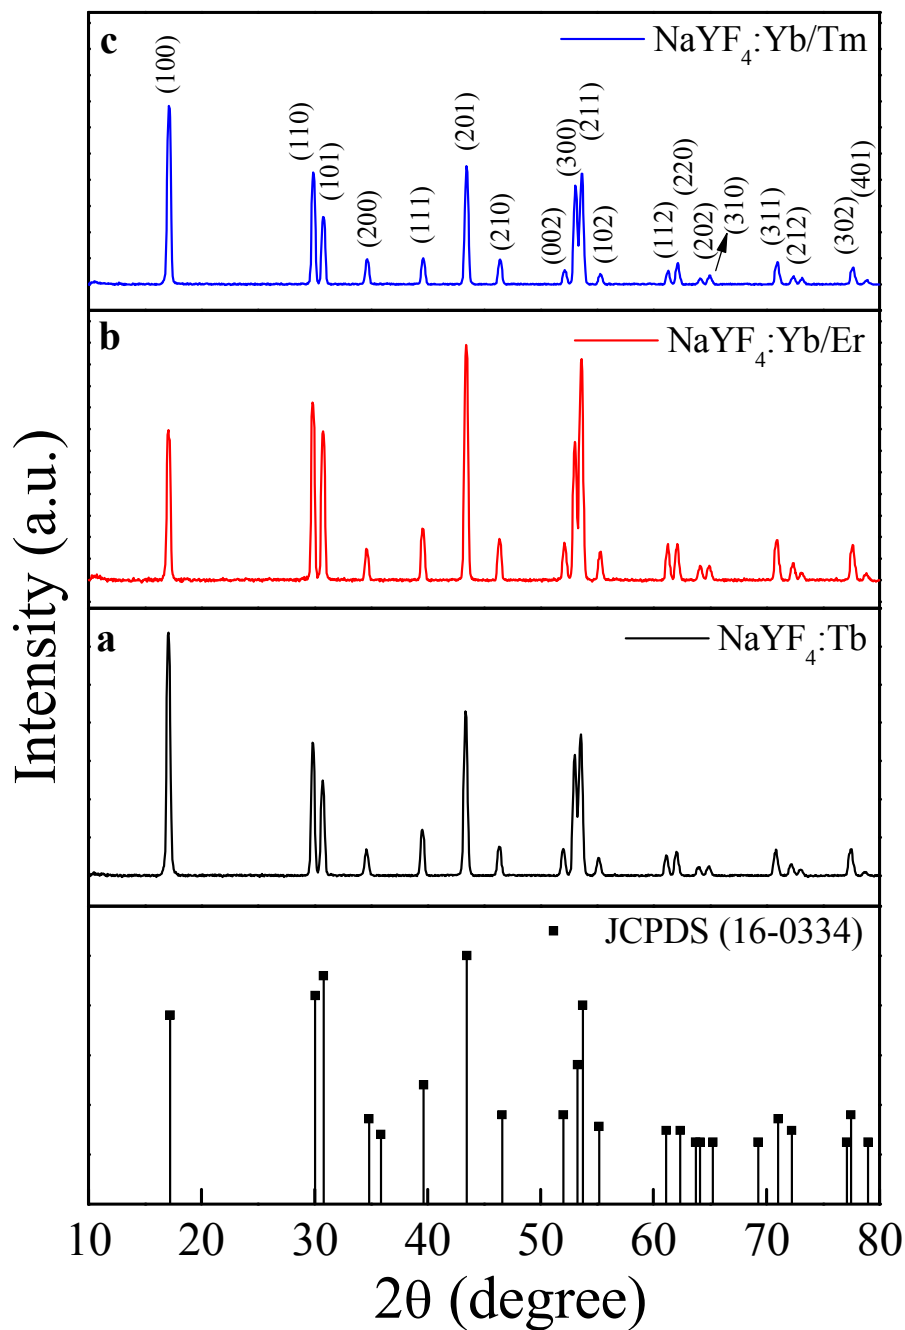 c
NaYF4:Yb/Tm
(100)
(110)
(101)
(200)
(111)
(201)
(210)
(002)
(300)
(211)
(102)
(112)
(220)
(202)
(310)
(311)
(212)
(302)
(401)
b
NaYF4:Yb/Er
a
NaYF4:Tb
JCPDS (16-0334)
Intensity (a.u.)
10 20 30 40 50 60 70 80
2θ (degree)